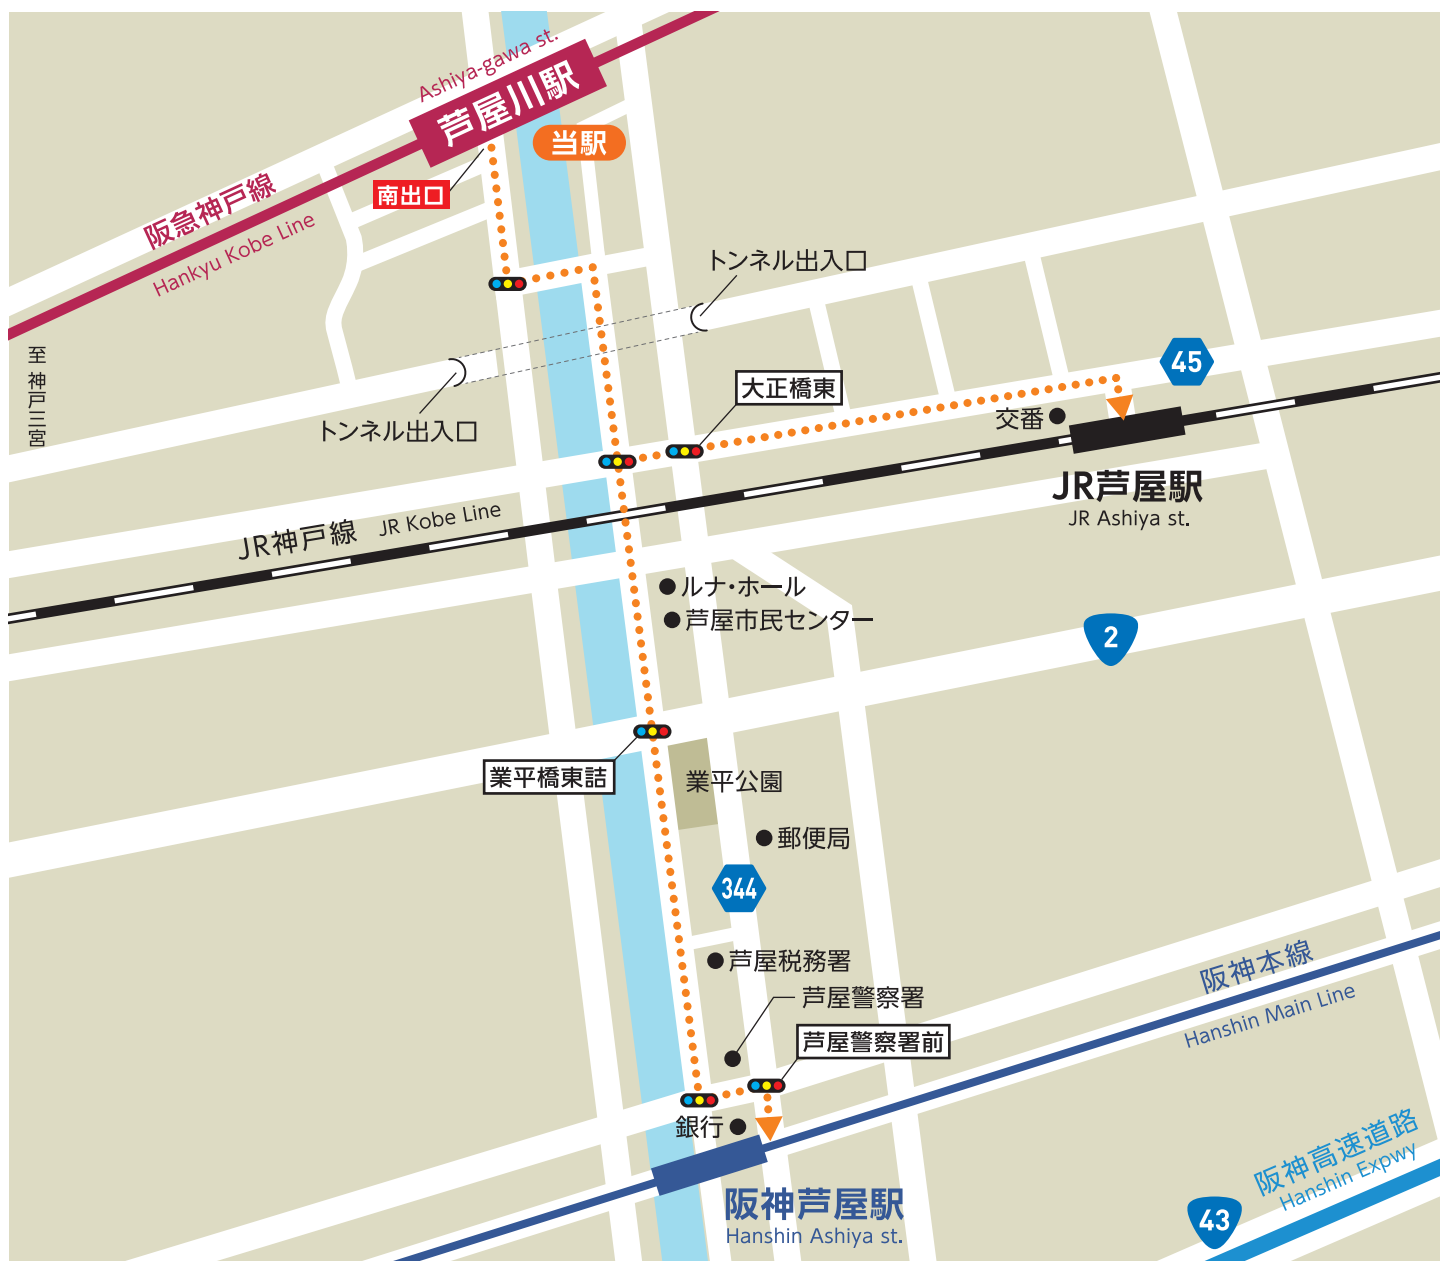 Ashiya-gawa st.
芦屋川駅
当駅
南出口
阪急神戸線
Hankyu Kobe Line
トンネル出入口
至 神戸三宮
45
大正橋東
交番
トンネル出入口
JR芦屋駅
JR Ashiya st.
JR神戸線 JR Kobe Line
ルナ・ホール
芦屋市民センター
2
業平橋東詰
業平公園
郵便局
344
芦屋税務署
阪神本線
Hanshin Main Line
芦屋警察署
芦屋警察署前
銀行
阪神高速道路
Hanshin Expwy
阪神芦屋駅
Hanshin Ashiya st.
43